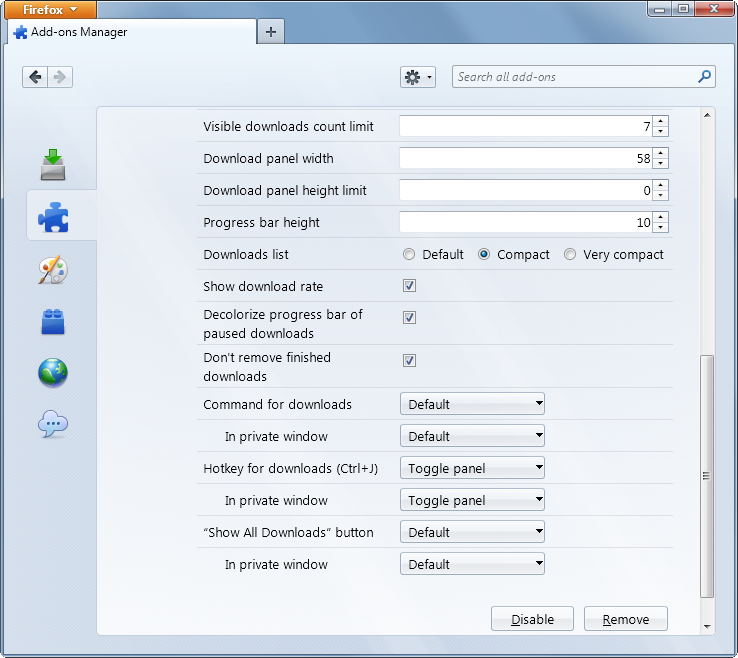 Firefox
Add-ons Manager
Search all add-ons
Visible downloads count limit 7
Download panel width 58
Download panel height limit 0
Progress bar height 10
Downloads list Default Compact Very compact
Show download rate
Decolorize progress bar of
paused downloads
Don't remove finished
downloads
Command for downloads Default
In private window Default
Hotkey for downloads (Ctrl+J) Toggle panel
In private window Toggle panel
“Show All Downloads” button Default
In private window Default
Disable Remove